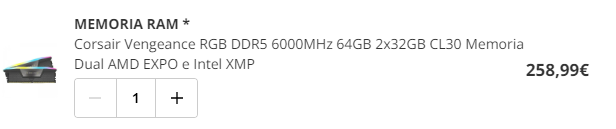 MEMORIA RAM *
Corsair Vengeance RGB DDR5 6000MHz 64GB 2x32GB CL30 Memoria
Dual AMD EXPO e Intel XMP
258,99€
− 1 +